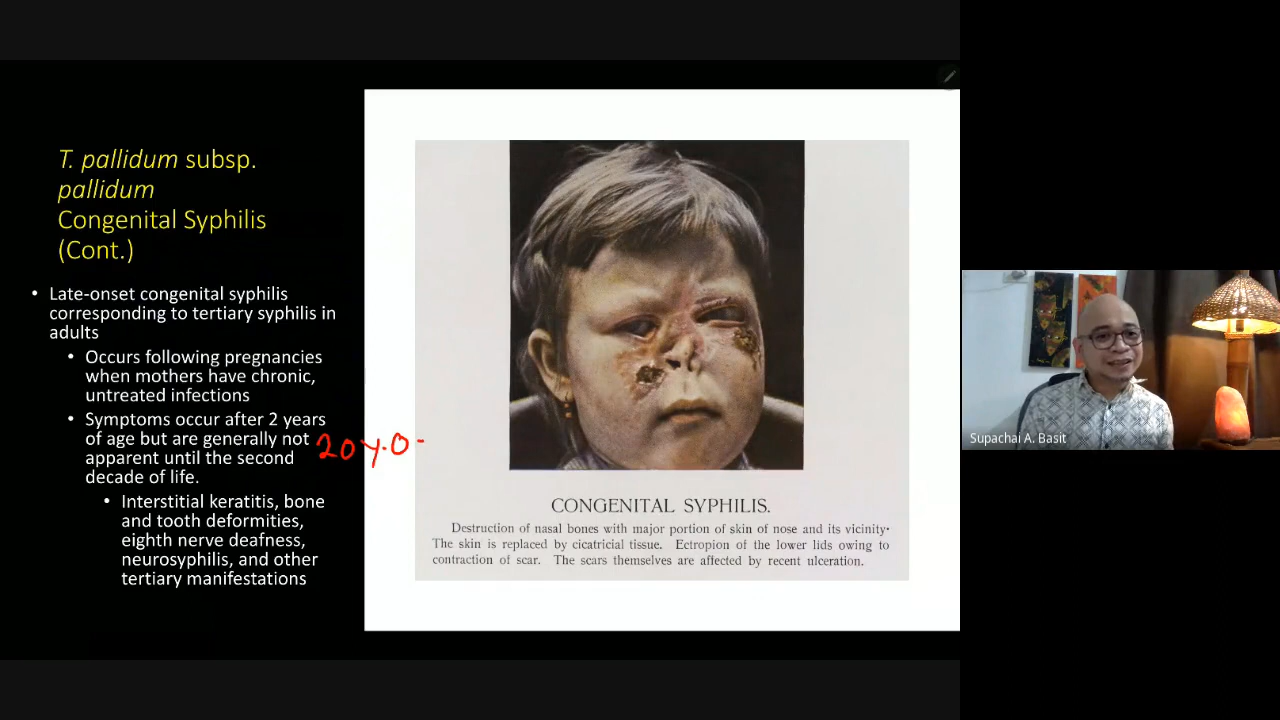 T. pallidum subsp.
pallidum
Congenital Syphilis
(Cont.)
• Late-onset congenital syphilis
corresponding to tertiary syphilis in
adults
• Occurs following pregnancies
when mothers have chronic,
untreated infections
• Symptoms occur after 2 years
of age but are generally not
apparent until the second
decade of life.
20 y.o
• Interstitial keratitis, bone
and tooth deformities,
eighth nerve deafness,
neurosyphilis, and other
tertiary manifestations
CONGENITAL SYPHILIS.
Destruction of nasal bones with major portion of skin of nose and its vicinity.
The skin is replaced by cicatricial tissue. Ectropion of the lower lids owing to
contraction of scar. The scars themselves are affected by recent ulceration.
Supachai A. Basit